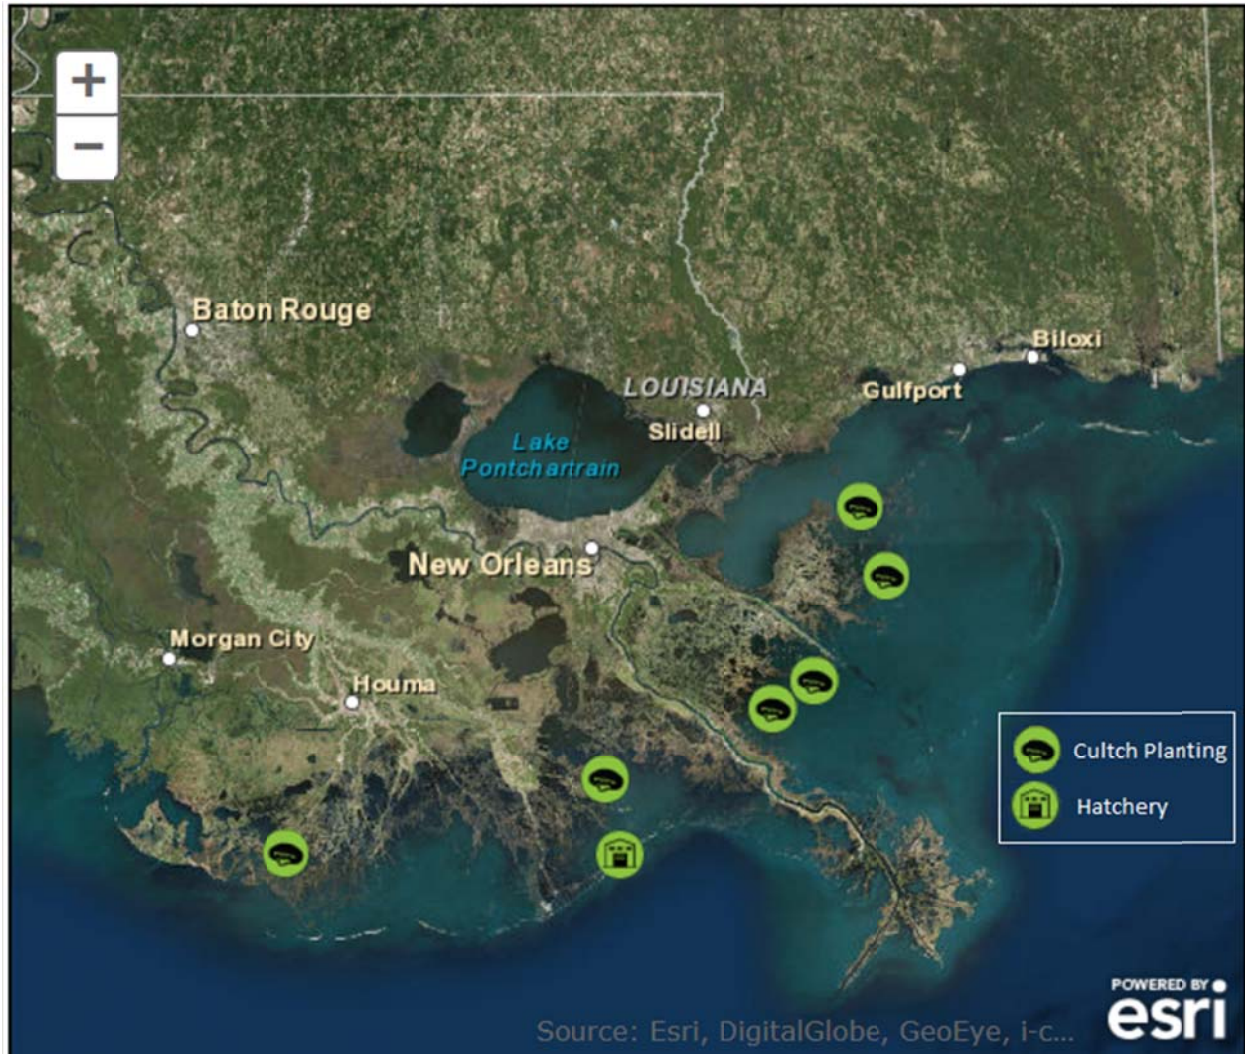 +
−
Baton Rouge
Biloxi
Gulfport
LOUISIANA
Slidell
Lake
Pontchartrain
New Orleans
Morgan City
Houma
Cultch Planting
Hatchery
POWERED BY
esri
Source: Esri, DigitalGlobe, GeoEye, i-c...